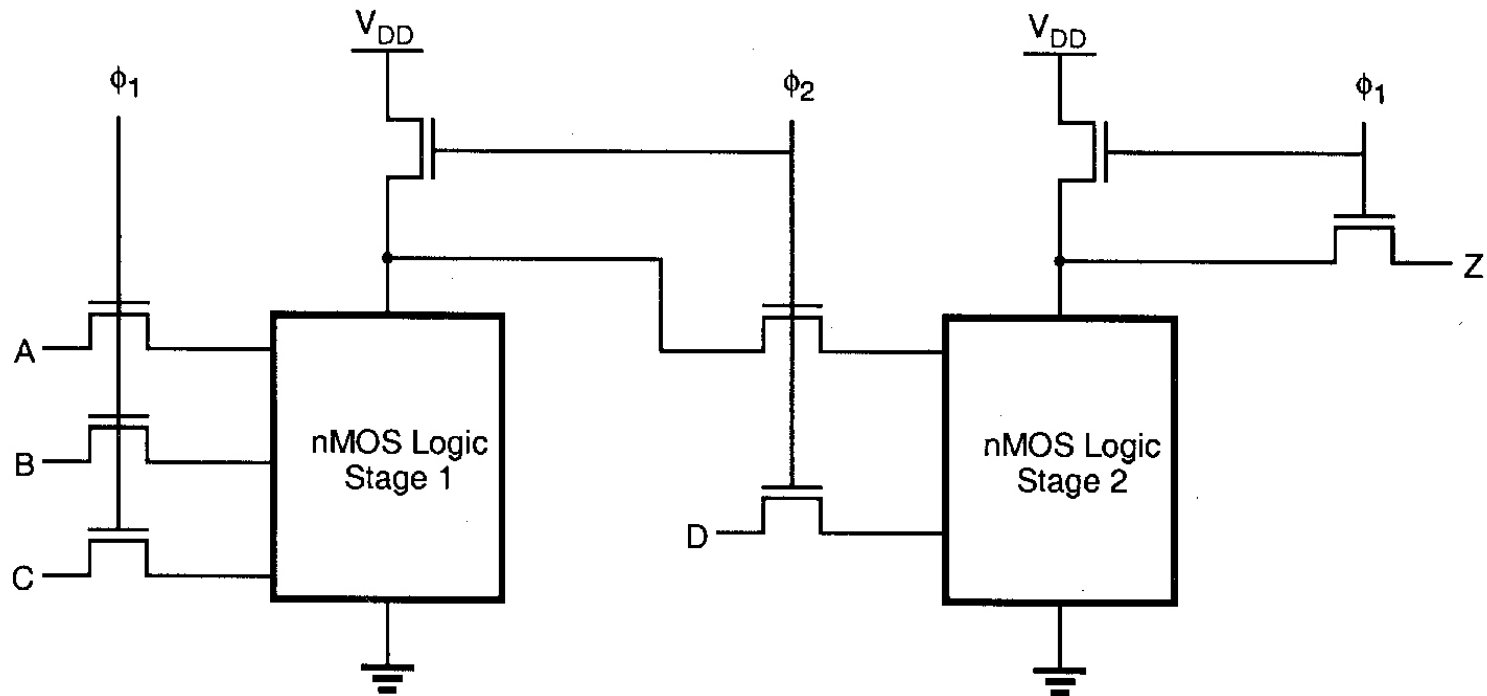 V_DD
V_DD
ϕ₁
ϕ₂
ϕ₁
Z
A
B
nMOS Logic
Stage 1
nMOS Logic
Stage 2
D
C